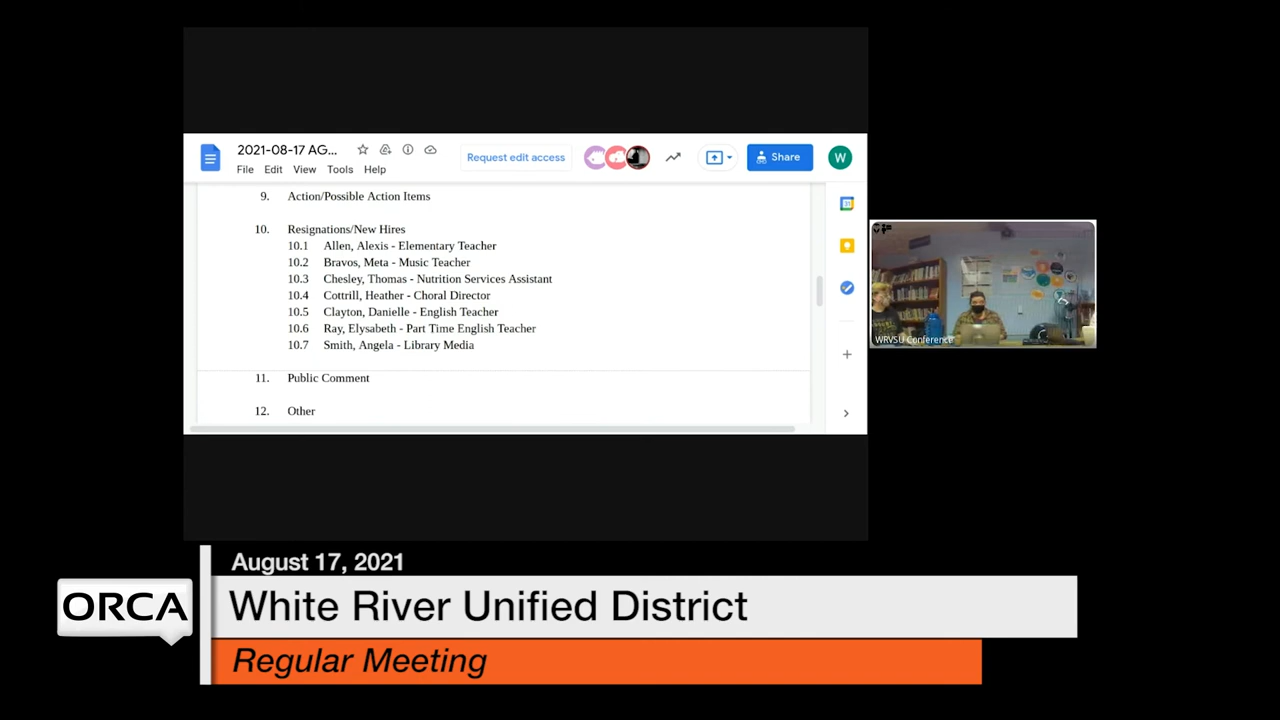 2021-08-17 AG...
File Edit View Tools Help
Request edit access
Share
W
9. Action/Possible Action Items
10. Resignations/New Hires
10.1 Allen, Alexis - Elementary Teacher
10.2 Bravos, Meta - Music Teacher
10.3 Chesley, Thomas - Nutrition Services Assistant
10.4 Cottrill, Heather - Choral Director
10.5 Clayton, Danielle - English Teacher
10.6 Ray, Elysabeth - Part Time English Teacher
10.7 Smith, Angela - Library Media
11. Public Comment
12. Other
31
WRVSU Conference
August 17, 2021
ORCA
White River Unified District
Regular Meeting